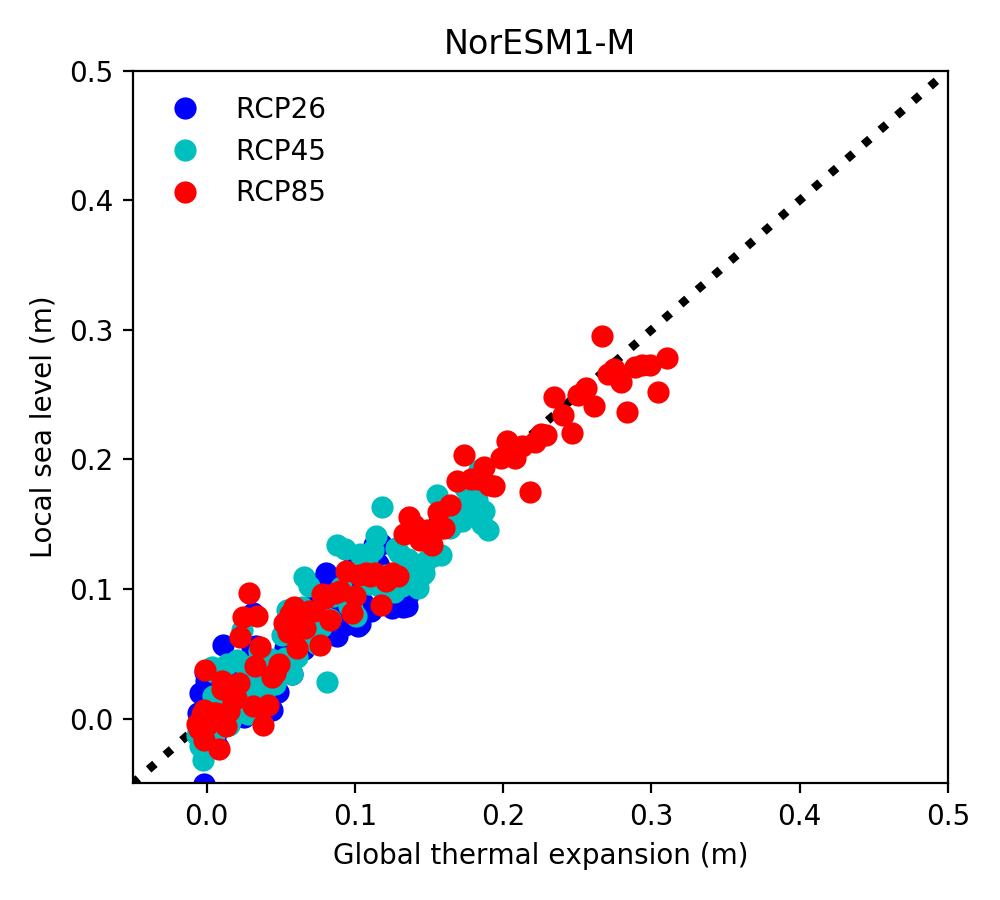 NorESM1-M
RCP26
RCP45
RCP85
Local sea level (m)
0.5
0.4
0.3
0.2
0.1
0.0
0.0 0.1 0.2 0.3 0.4 0.5
Global thermal expansion (m)